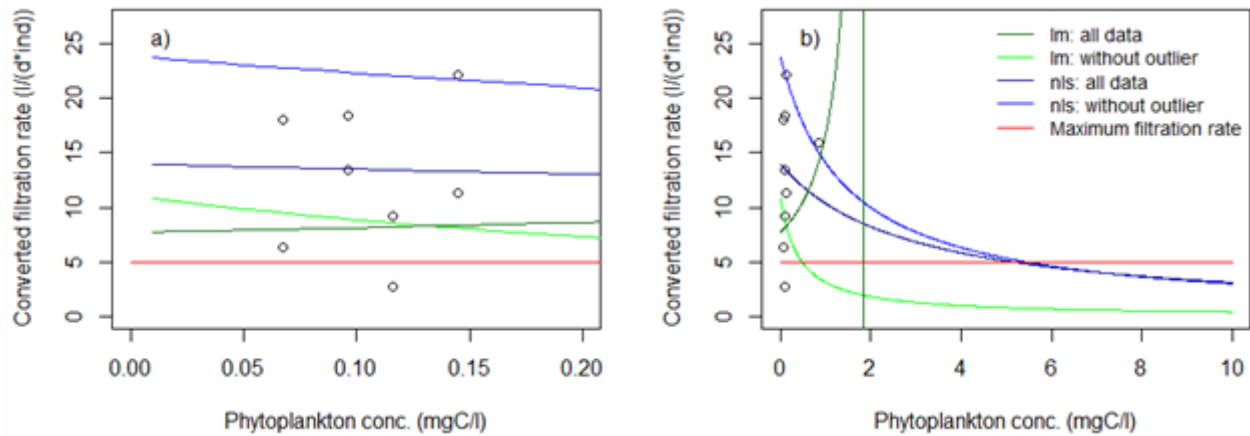 a)
Converted filtration rate (l/(d*ind))
25
20
15
10
5
0
0.00 0.05 0.10 0.15 0.20
Phytoplankton conc. (mgC/l)
b)
lm: all data
lm: without outlier
nls: all data
nls: without outlier
Maximum filtration rate
Converted filtration rate (l/(d*ind))
25
20
15
10
5
0
0 2 4 6 8 10
Phytoplankton conc. (mgC/l)